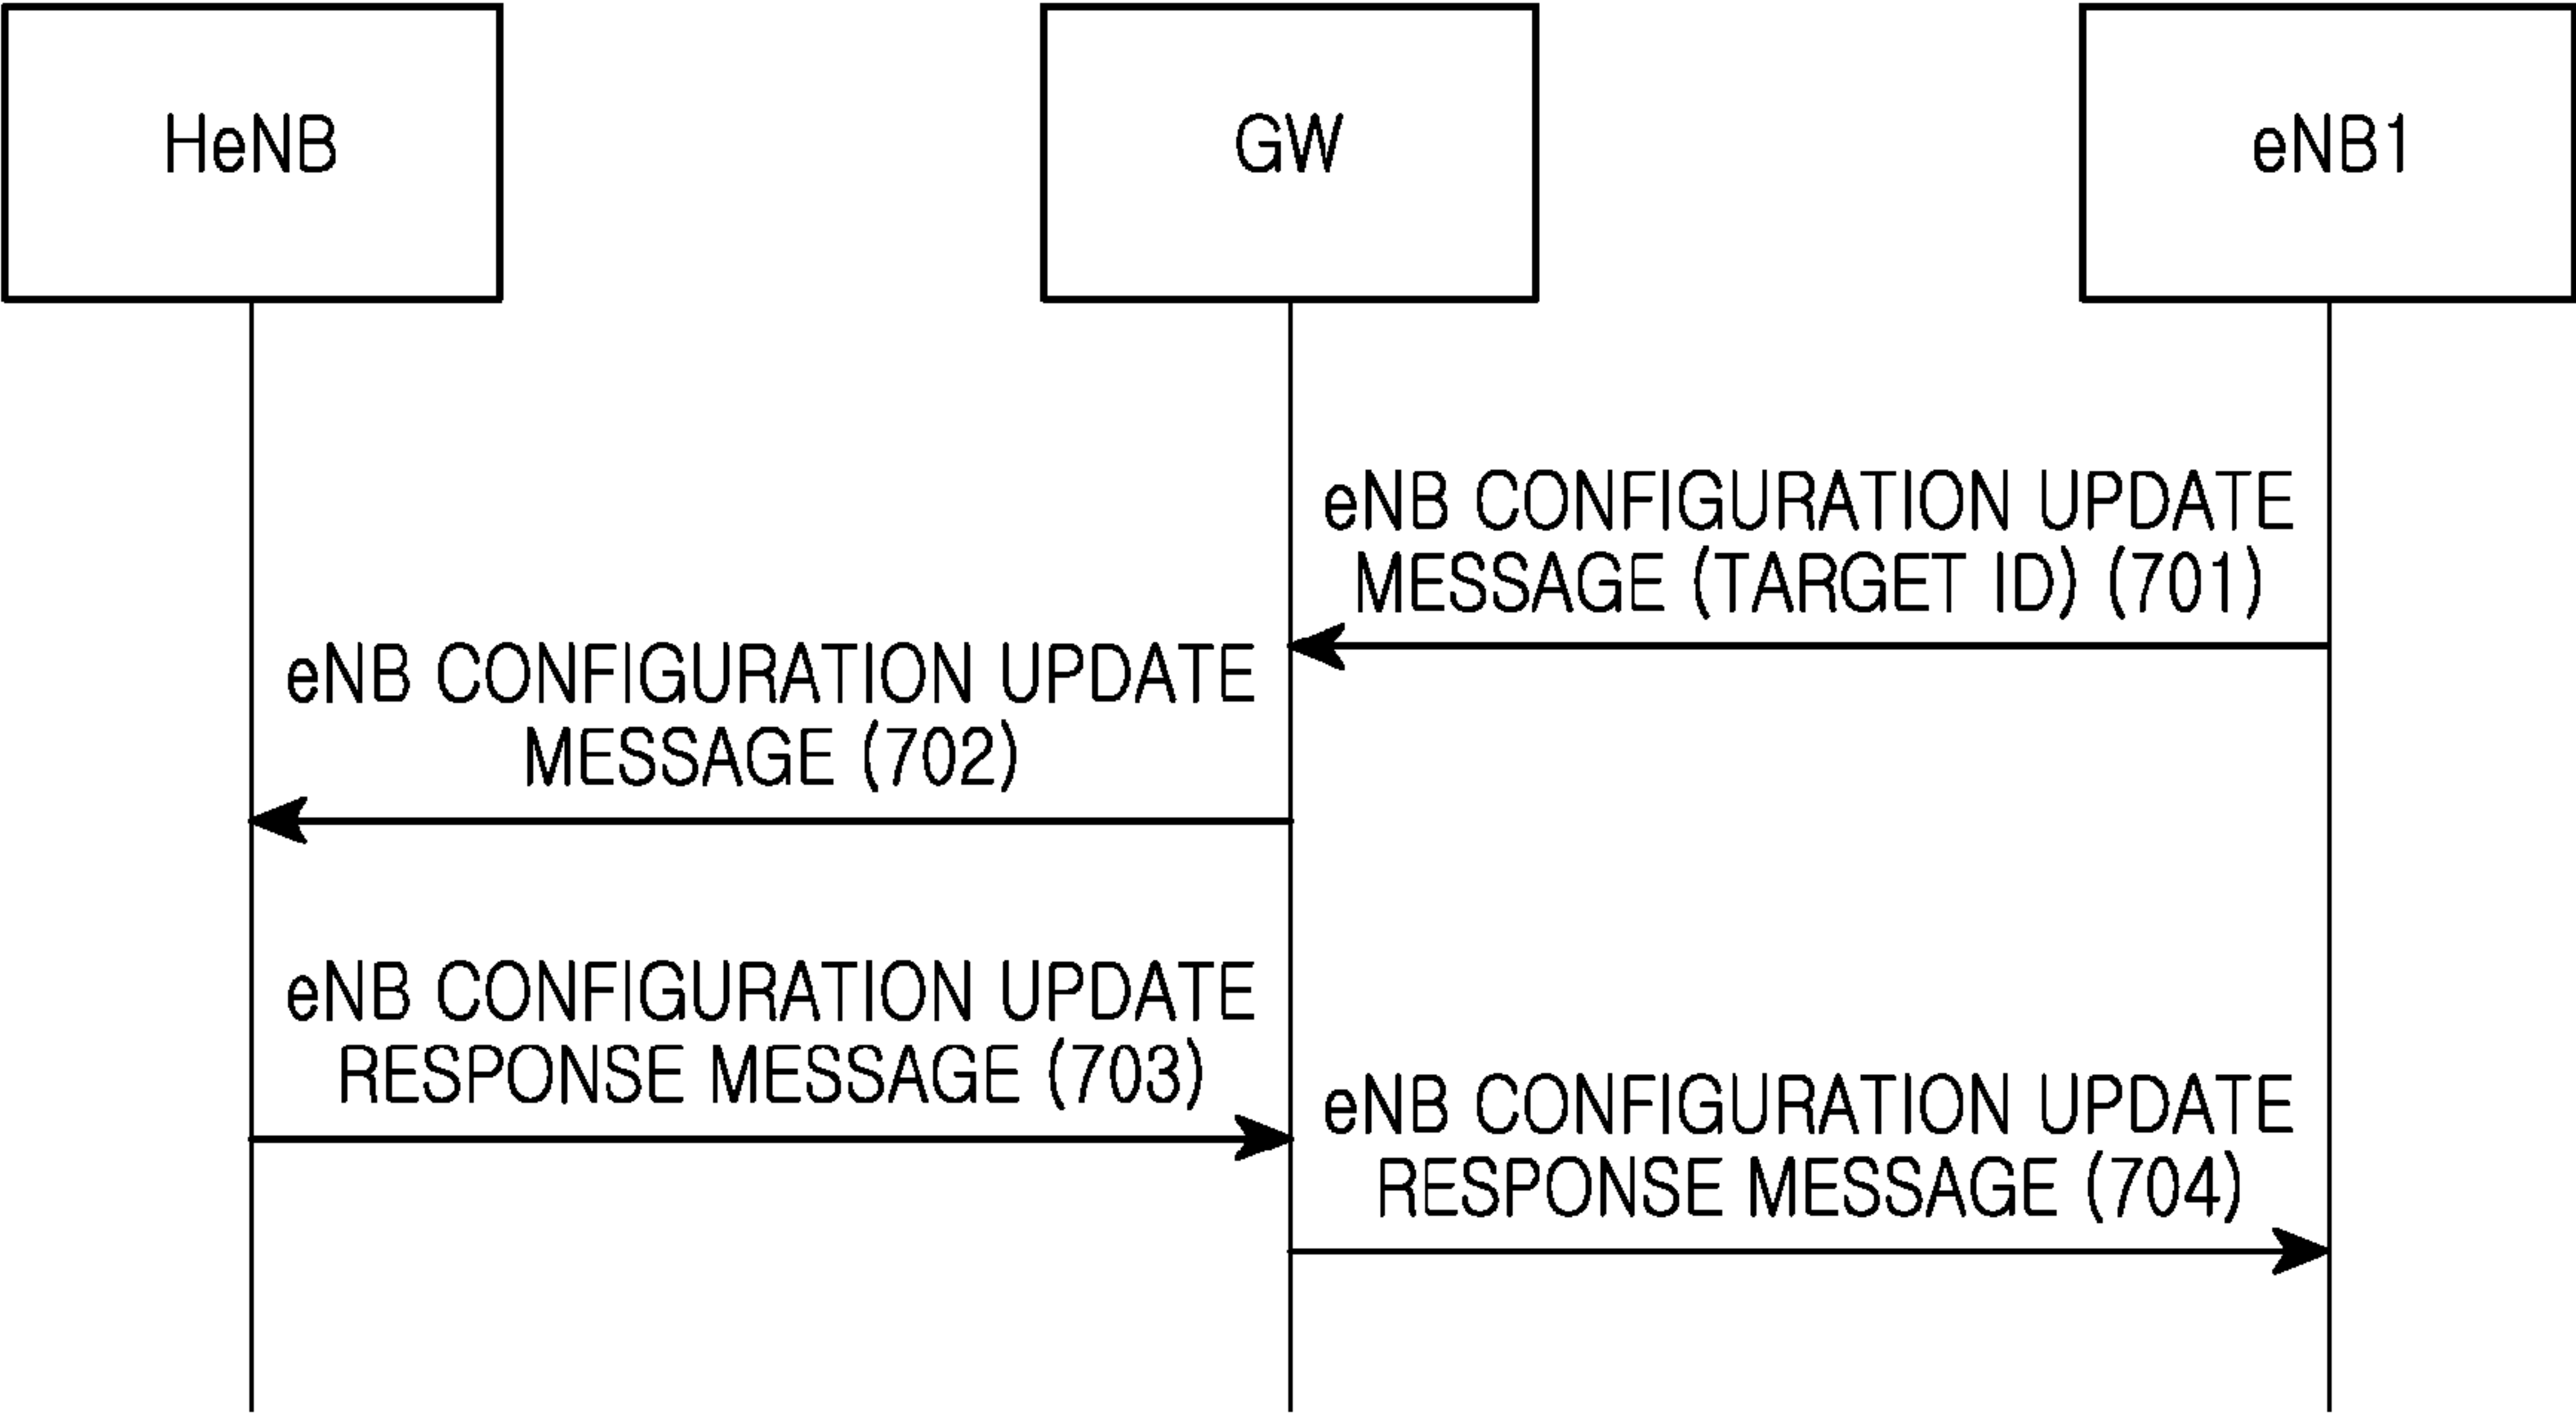 HeNB
GW
eNB1
eNB CONFIGURATION UPDATE
MESSAGE (TARGET ID) (701)
eNB CONFIGURATION UPDATE
MESSAGE (702)
eNB CONFIGURATION UPDATE
RESPONSE MESSAGE (703)
eNB CONFIGURATION UPDATE
RESPONSE MESSAGE (704)